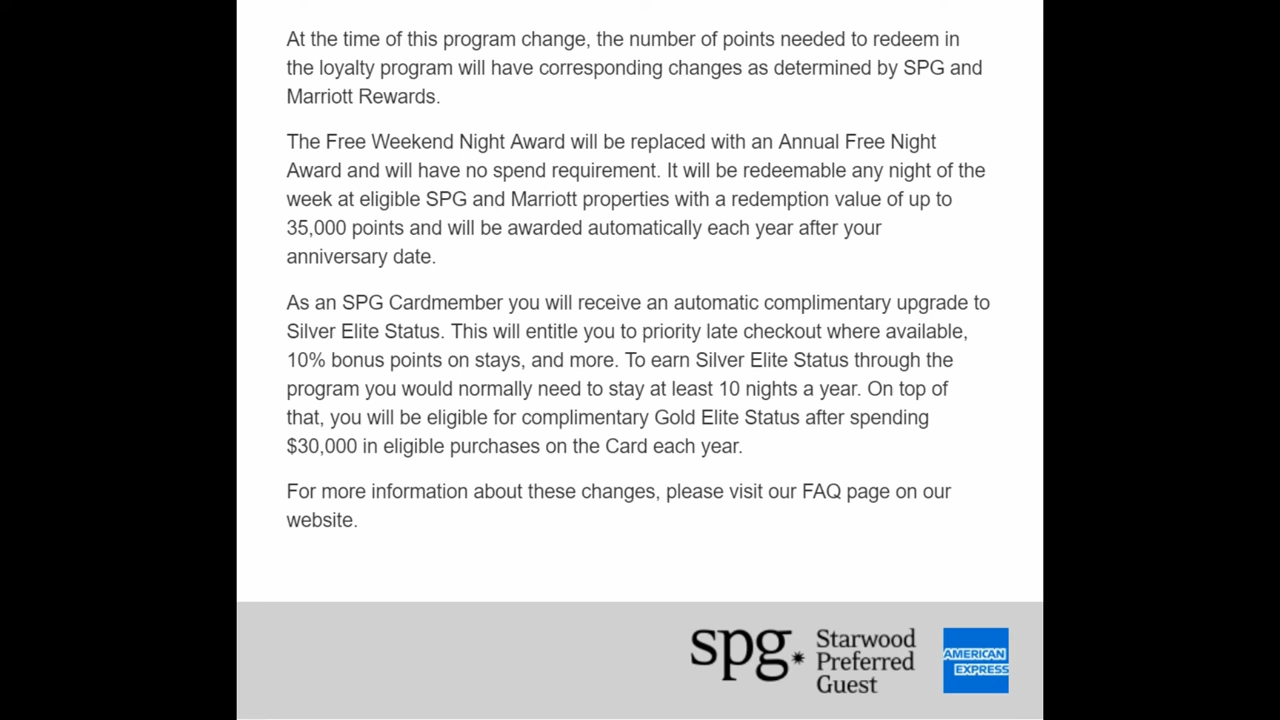 At the time of this program change, the number of points needed to redeem in
the loyalty program will have corresponding changes as determined by SPG and
Marriott Rewards.
The Free Weekend Night Award will be replaced with an Annual Free Night
Award and will have no spend requirement. It will be redeemable any night of the
week at eligible SPG and Marriott properties with a redemption value of up to
35,000 points and will be awarded automatically each year after your
anniversary date.
As an SPG Cardmember you will receive an automatic complimentary upgrade to
Silver Elite Status. This will entitle you to priority late checkout where available,
10% bonus points on stays, and more. To earn Silver Elite Status through the
program you would normally need to stay at least 10 nights a year. On top of
that, you will be eligible for complimentary Gold Elite Status after spending
$30,000 in eligible purchases on the Card each year.
For more information about these changes, please visit our FAQ page on our
website.
spg.
Starwood
Preferred
Guest
AMERICAN
EXPRESS